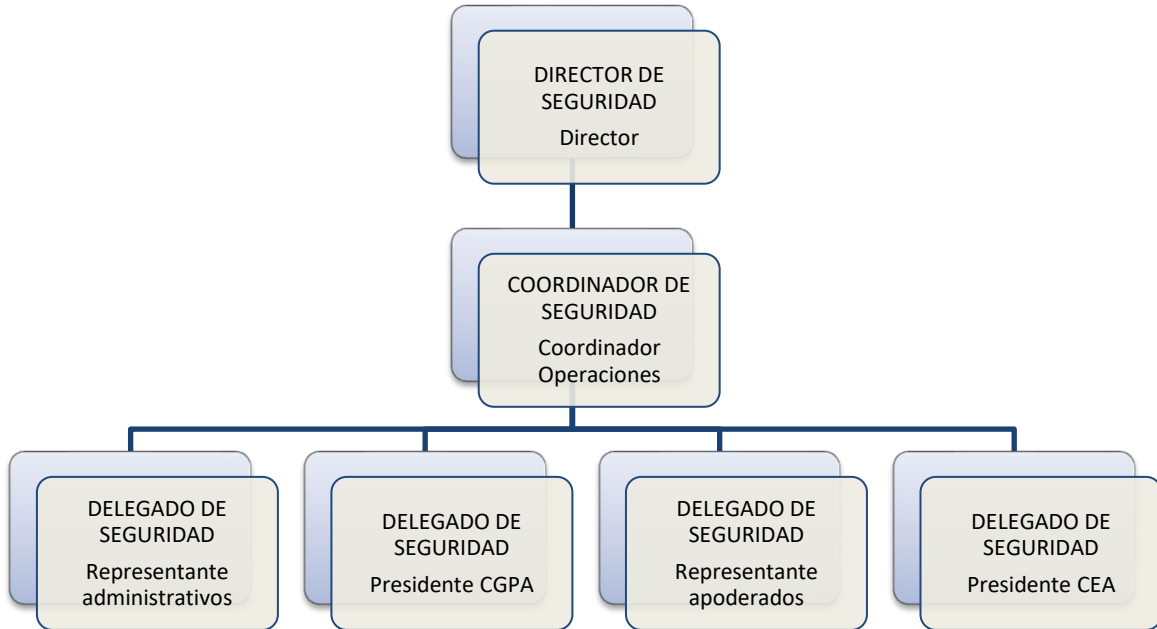 DIRECTOR DE
SEGURIDAD
Director
COORDINADOR DE
SEGURIDAD
Coordinador
Operaciones
DELEGADO DE
SEGURIDAD
Representante
administrativos
DELEGADO DE
SEGURIDAD
Presidente CGPA
DELEGADO DE
SEGURIDAD
Representante
apoderados
DELEGADO DE
SEGURIDAD
Presidente CEA